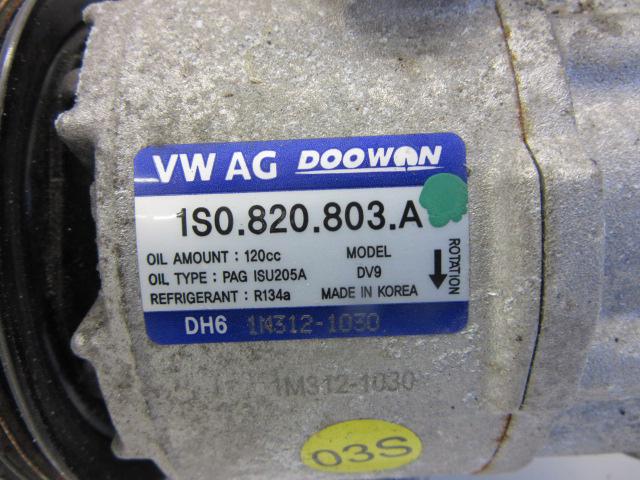 VW AG DOOWON
1S0.820.803.A
OIL AMOUNT : 120cc MODEL
OIL TYPE : PAG ISU205A DV9
REFRIGERANT : R134a MADE IN KOREA
ROTATION
DH6 1M312-1030
1M312-1030
03S